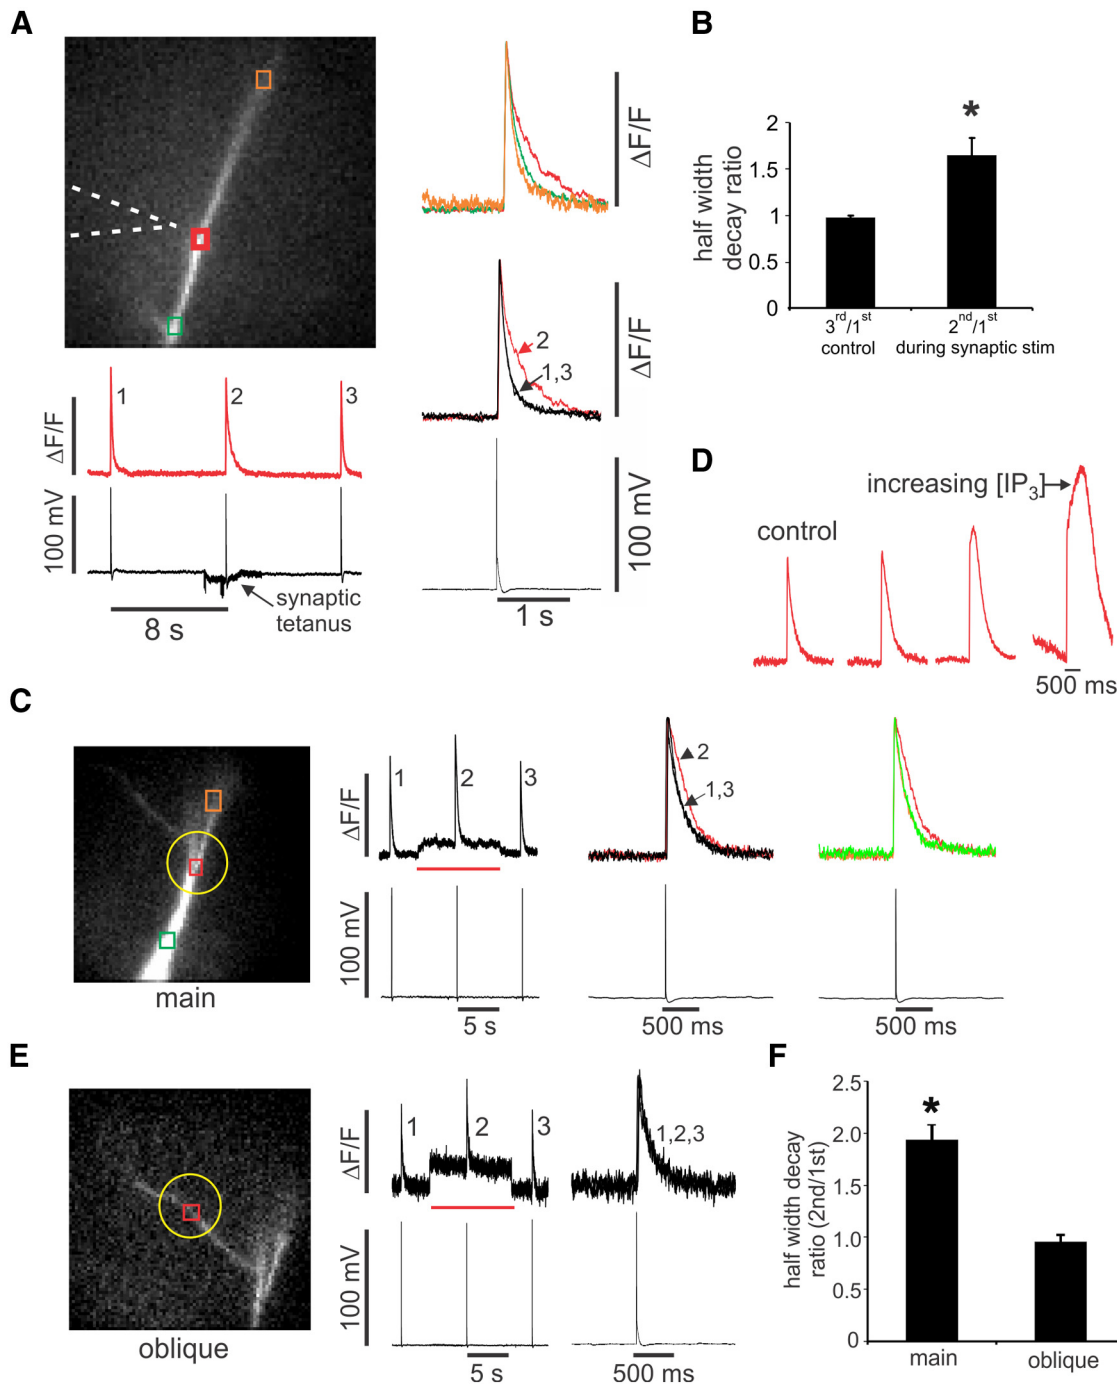 A
1
2
3
ΔF/F
100 mV
synaptic
tetanus
8 s
ΔF/F
2
1,3
ΔF/F
100 mV
1 s
B
half width
decay ratio
2
1.5
1
0.5
0
*
3rd/1st
control
2nd/1st
during synaptic stim
D
increasing [IP3]
control
500 ms
C
main
1
2
3
ΔF/F
100 mV
5 s
2
1,3
500 ms
500 ms
E
oblique
1
2
3
ΔF/F
100 mV
5 s
1,2,3
500 ms
F
half width decay
ratio (2nd/1st)
2.5
2.0
1.5
1.0
0.5
0
*
main
oblique